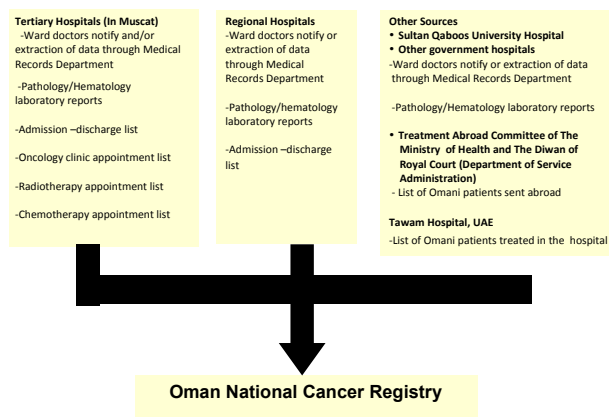 Tertiary Hospitals (In Muscat)
-Ward doctors notify and/or
extraction of data through Medical
Records Department
-Pathology/Hematology
laboratory reports
-Admission –discharge list
-Oncology clinic appointment list
-Radiotherapy appointment list
-Chemotherapy appointment list
Regional Hospitals
-Ward doctors notify or
extraction of data
through Medical
Records Department
-Pathology/hematology
laboratory reports
-Admission –discharge
list
Other Sources
• Sultan Qaboos University Hospital
• Other government hospitals
-Ward doctors notify or extraction of data
through Medical Records Department
-Pathology/Hematology laboratory reports
• Treatment Abroad Committee of The
Ministry of Health and The Diwan of
Royal Court (Department of Service
Administration)
- List of Omani patients sent abroad
Tawam Hospital, UAE
-List of Omani patients treated in the hospital
Oman National Cancer Registry